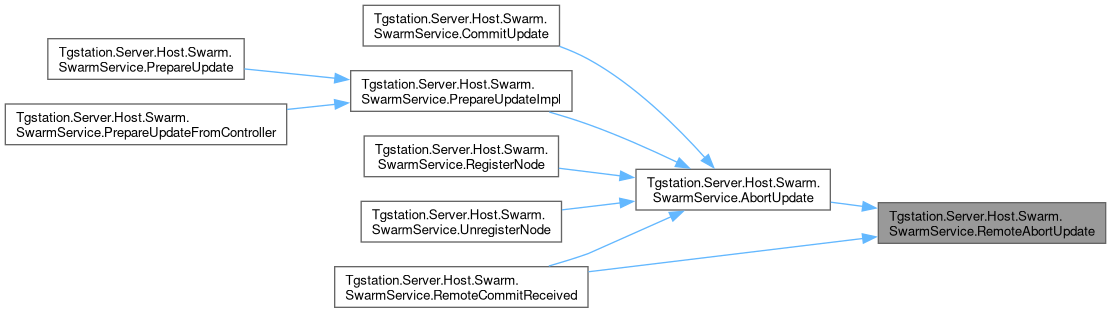 Tgstation.Server.Host.Swarm.
SwarmService.CommitUpdate
Tgstation.Server.Host.Swarm.
SwarmService.PrepareUpdate
Tgstation.Server.Host.Swarm.
SwarmService.PrepareUpdateImpl
Tgstation.Server.Host.Swarm.
SwarmService.PrepareUpdateFromController
Tgstation.Server.Host.Swarm.
SwarmService.RegisterNode
Tgstation.Server.Host.Swarm.
SwarmService.AbortUpdate
Tgstation.Server.Host.Swarm.
SwarmService.UnregisterNode
Tgstation.Server.Host.Swarm.
SwarmService.RemoteAbortUpdate
Tgstation.Server.Host.Swarm.
SwarmService.RemoteCommitReceived